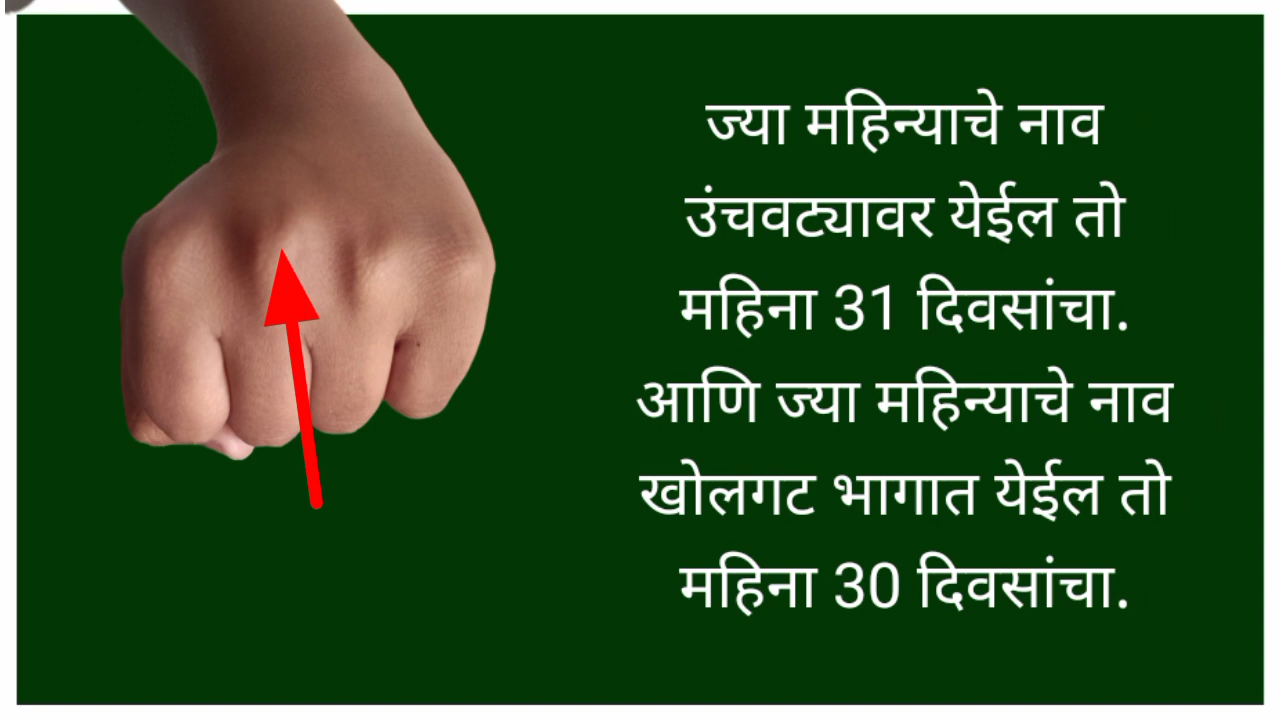 ज्या महिन्याचे नाव
उंचवट्यावर येईल तो
महिना 31 दिवसांचा.
आणि ज्या महिन्याचे नाव
खोलगट भागात येईल तो
महिना 30 दिवसांचा.